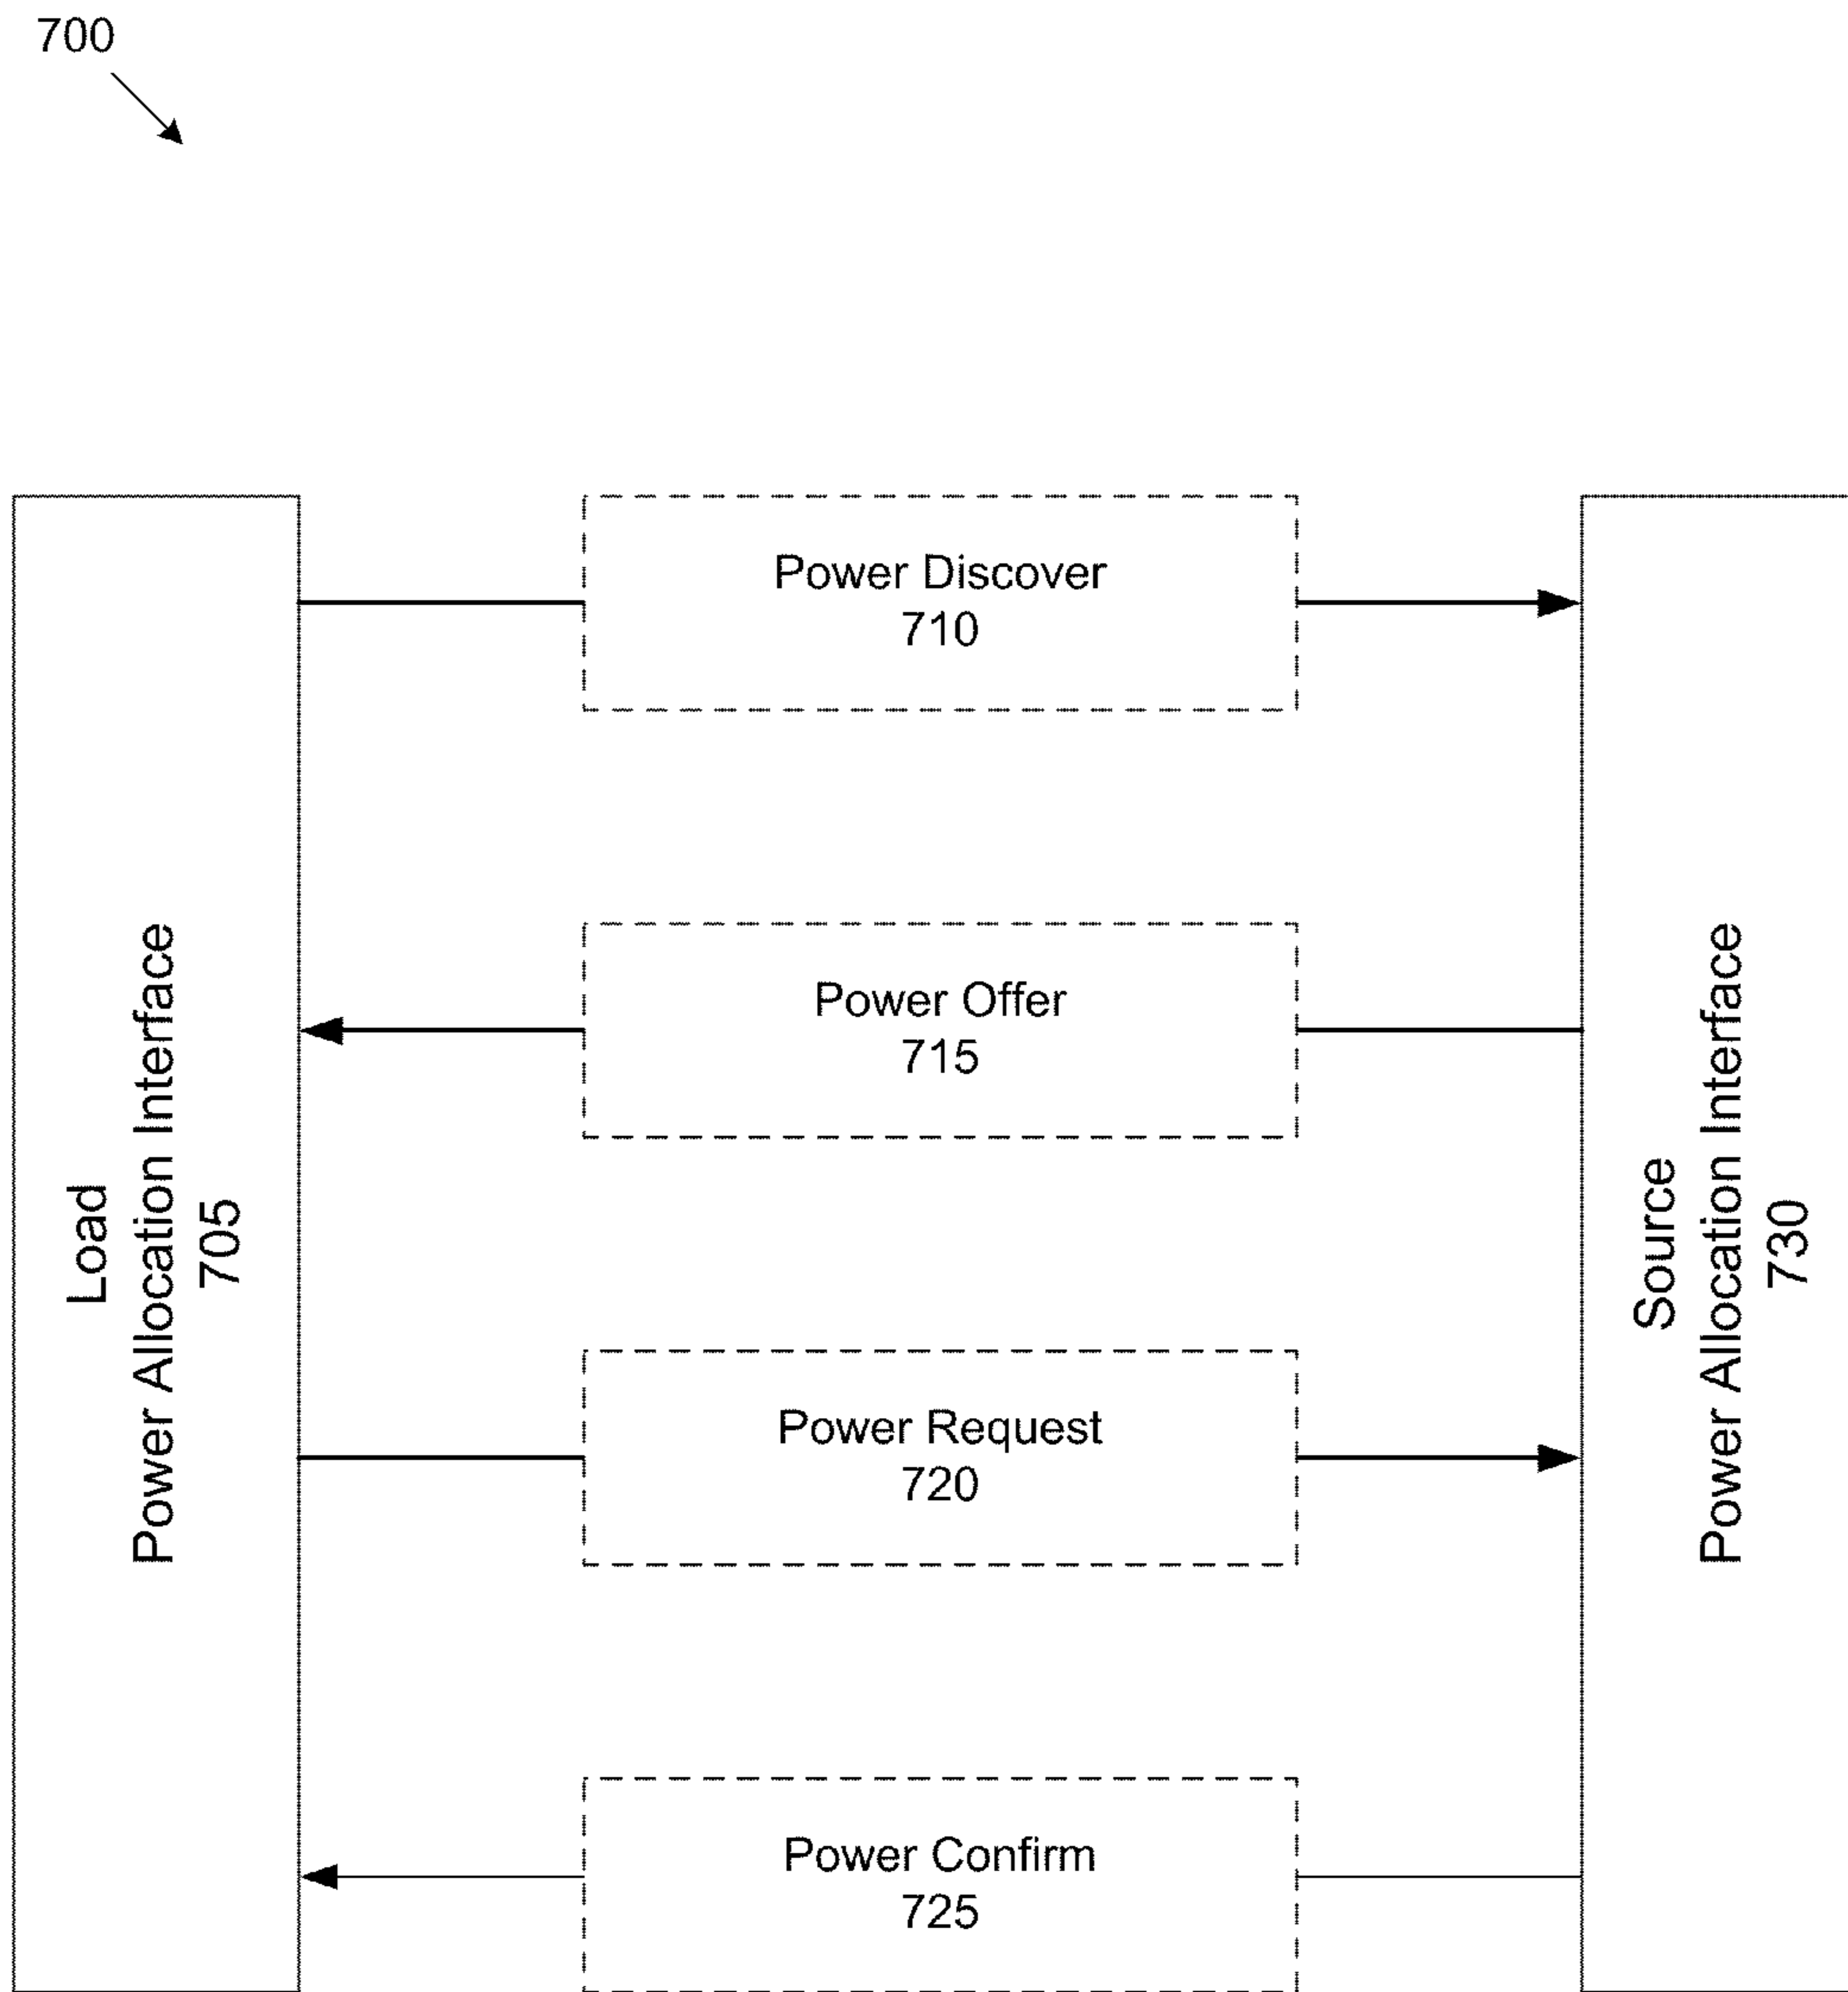 700
Load
Power Allocation Interface
705
Power Discover
710
Power Offer
715
Power Request
720
Power Confirm
725
Source
Power Allocation Interface
730